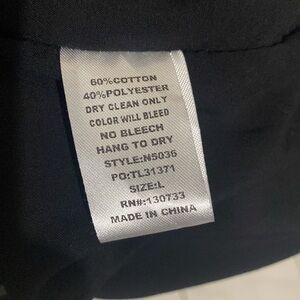 60%COTTON
40%POLYESTER
DRY CLEAN ONLY
COLOR WILL BLEED
NO BLEECH
HANG TO DRY
STYLE:N5036
PO:TL31371
SIZE:L
RN#:130733
MADE IN CHINA